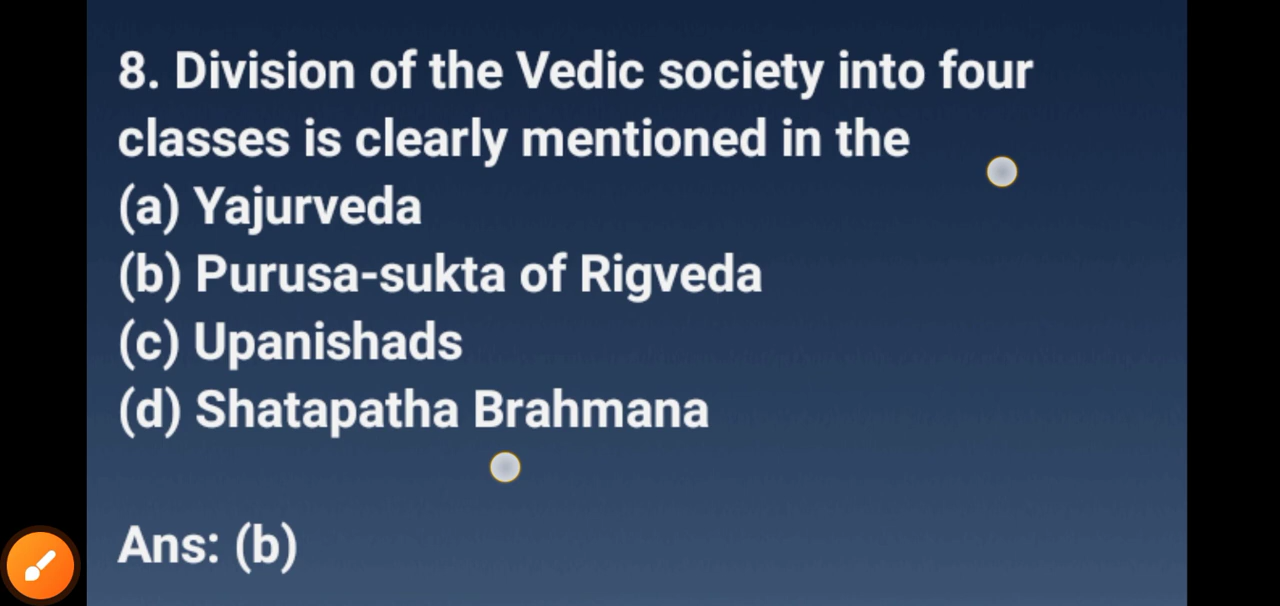 8. Division of the Vedic society into four
classes is clearly mentioned in the
(a) Yajurveda
(b) Purusa-sukta of Rigveda
(c) Upanishads
(d) Shatapatha Brahmana
Ans: (b)